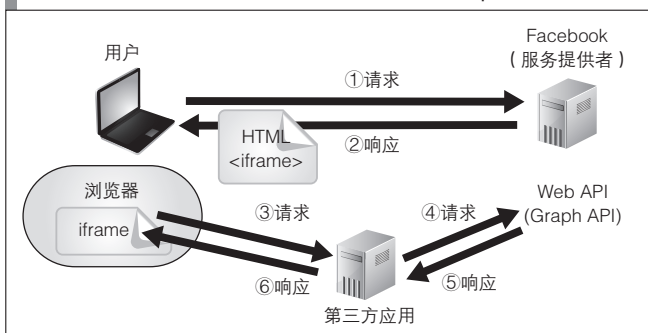 用户
Facebook
（服务提供者）
①请求
HTML
<iframe>
②响应
浏览器
iframe
③请求
④请求
Web API
(Graph API)
⑥响应
⑤响应
第三方应用